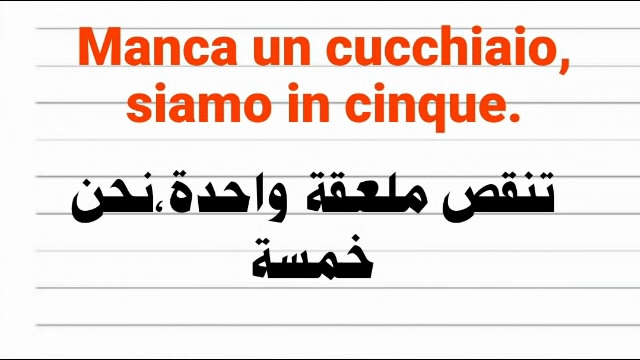 Manca un cucchiaio,
siamo in cinque.
تنقص ملعقة واحدة،نحن
خمسة